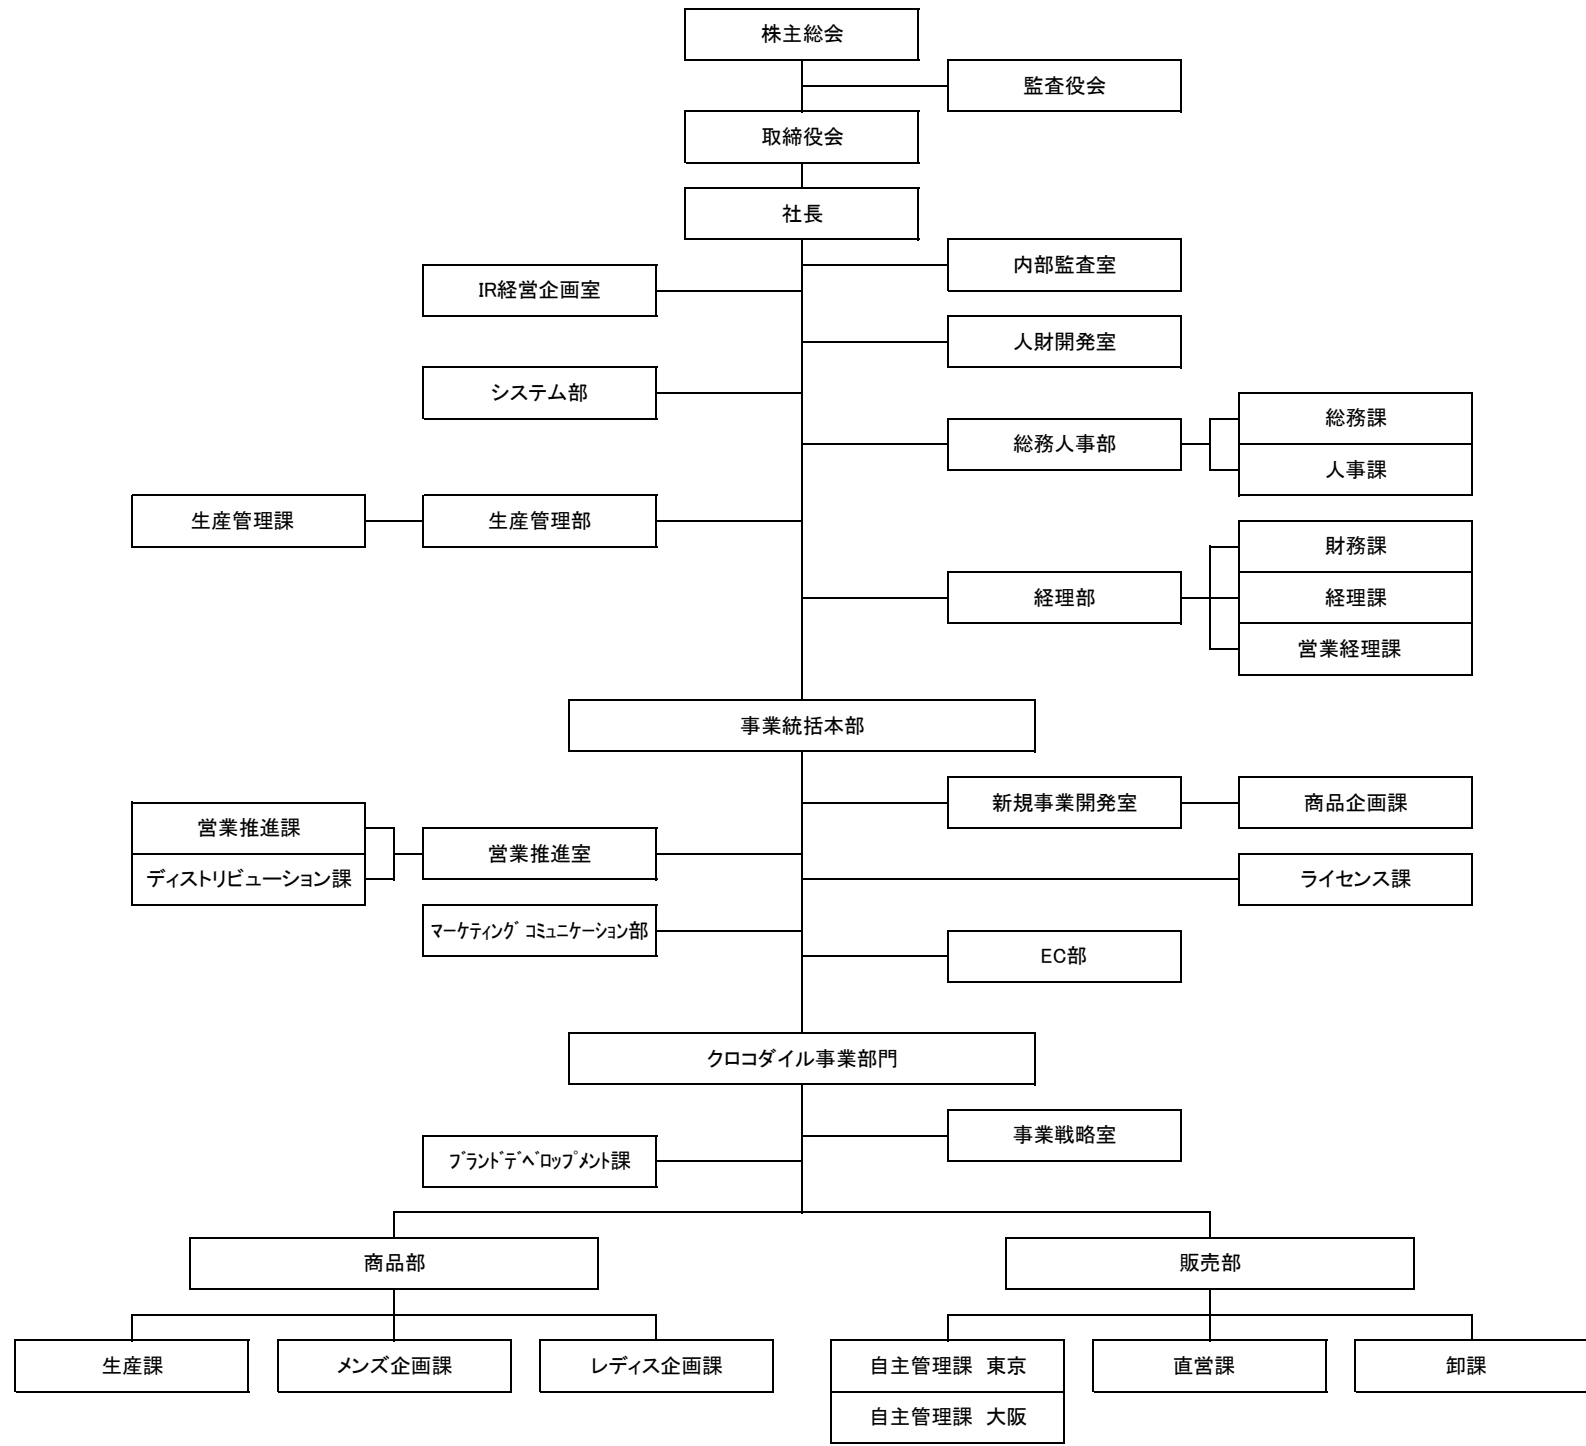 株主総会
監査役会
取締役会
社長
内部監査室
IR経営企画室
人財開発室
システム部
総務課
総務人事部
人事課
生産管理課
生産管理部
財務課
経理部
経理課
営業経理課
事業統括本部
新規事業開発室
商品企画課
営業推進課
営業推進室
ディストリビューション課
ライセンス課
マーケティングコミュニケーション部
EC部
クロコダイル事業部門
事業戦略室
ブランドデベロップメント課
商品部
販売部
生産課
メンズ企画課
レディス企画課
自主管理課 東京
直営課
卸課
自主管理課 大阪